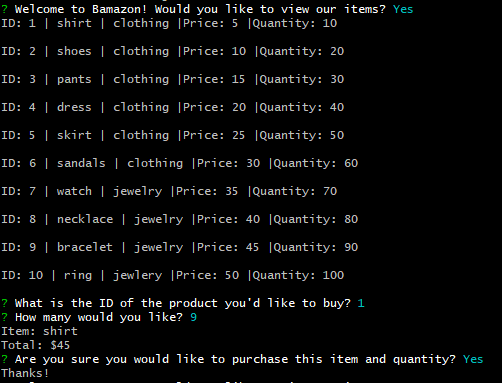 ? Welcome to Bamazon! Would you like to view our items? Yes
ID: 1 | shirt | clothing |Price: 5 |Quantity: 10
ID: 2 | shoes | clothing |Price: 10 |Quantity: 20
ID: 3 | pants | clothing |Price: 15 |Quantity: 30
ID: 4 | dress | clothing |Price: 20 |Quantity: 40
ID: 5 | skirt | clothing |Price: 25 |Quantity: 50
ID: 6 | sandals | clothing |Price: 30 |Quantity: 60
ID: 7 | watch | jewelry |Price: 35 |Quantity: 70
ID: 8 | necklace | jewelry |Price: 40 |Quantity: 80
ID: 9 | bracelet | jewelry |Price: 45 |Quantity: 90
ID: 10 | ring | jewlery |Price: 50 |Quantity: 100
? What is the ID of the product you'd like to buy? 1
? How many would you like? 9
Item: shirt
Total: $45
? Are you sure you would like to purchase this item and quantity? Yes
Thanks!